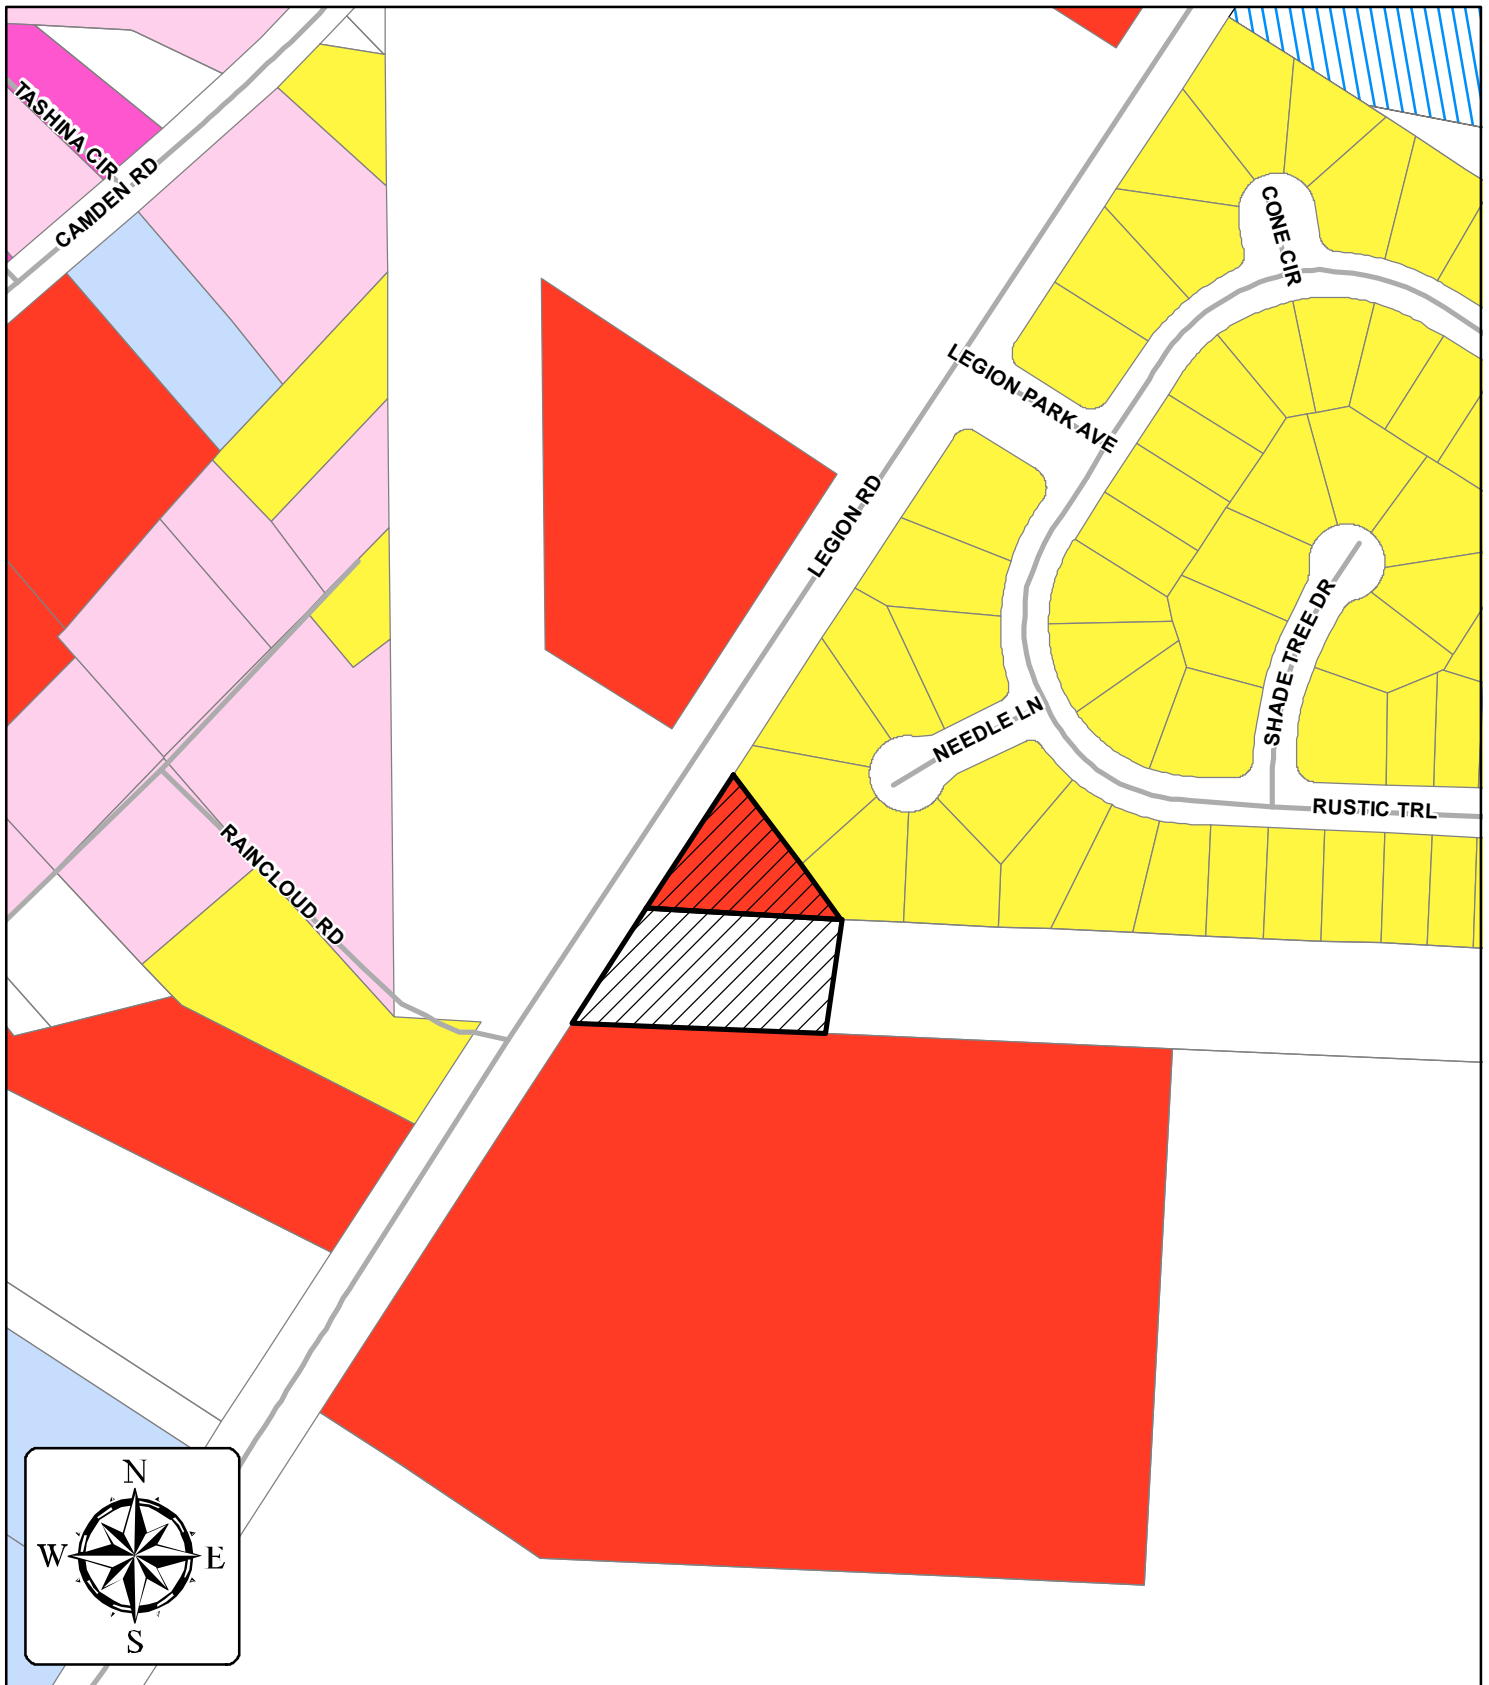 TASHINA CIR
CAMDEN RD
CONE CIR
LEGION PARK AVE
LEGION RD
SHADE TREE DR
NEEDLE LN
RUSTIC TRL
RAINCLOUD RD
N
W E
S